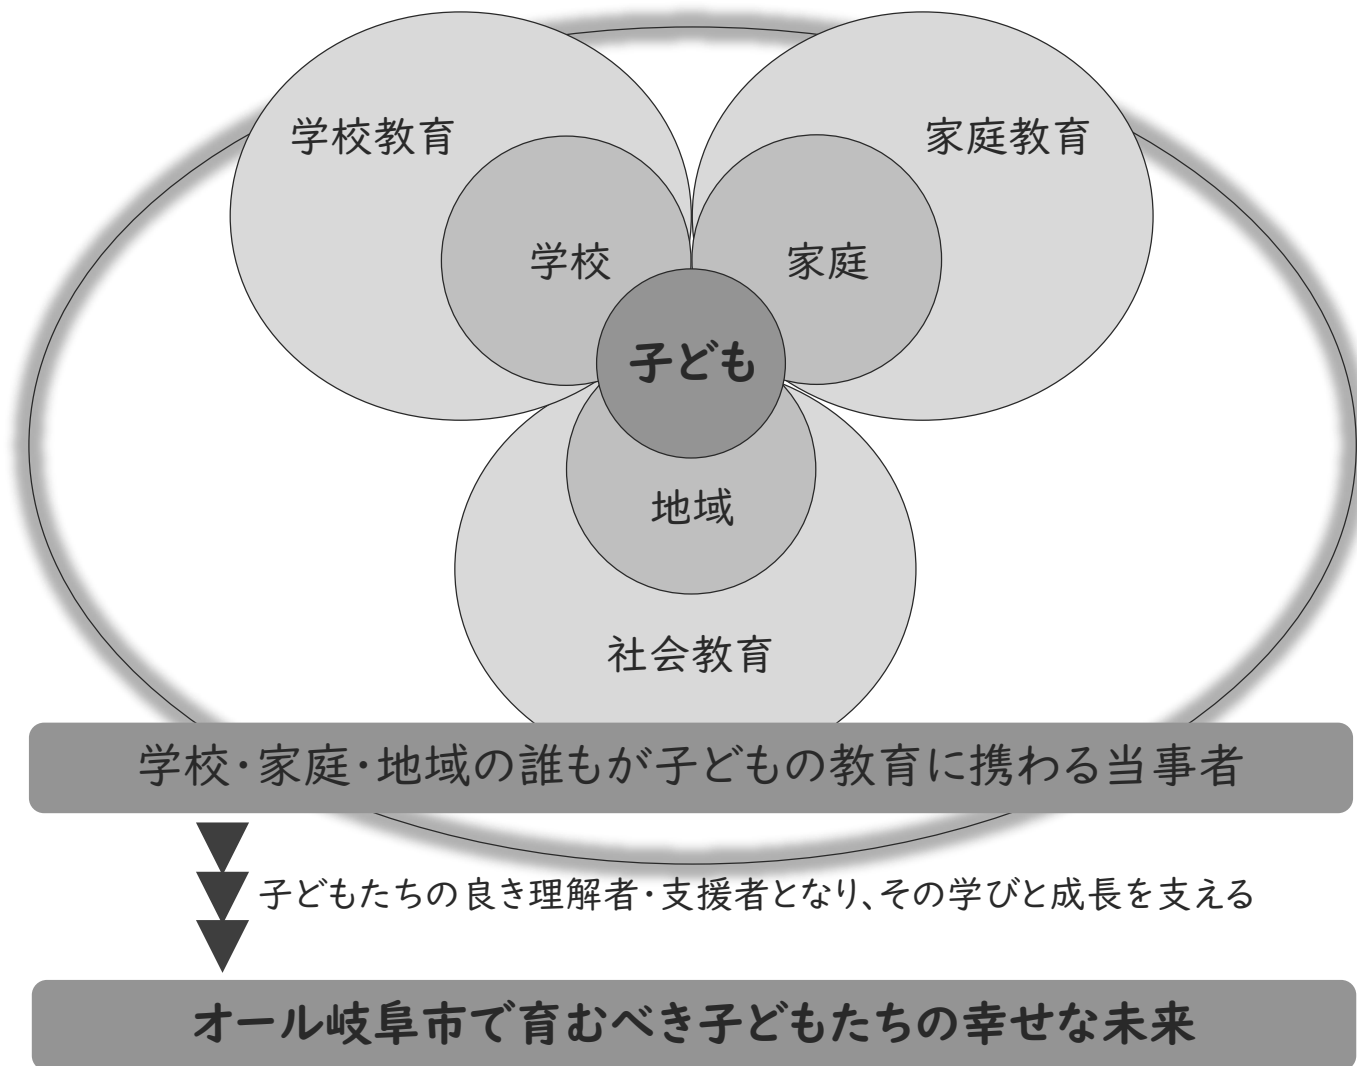 学校教育
家庭教育
学校
家庭
子ども
地域
社会教育
学校・家庭・地域の誰もが子どもの教育に携わる当事者
子どもたちの良き理解者・支援者となり、その学びと成長を支える
オール岐阜市で育むべき子どもたちの幸せな未来